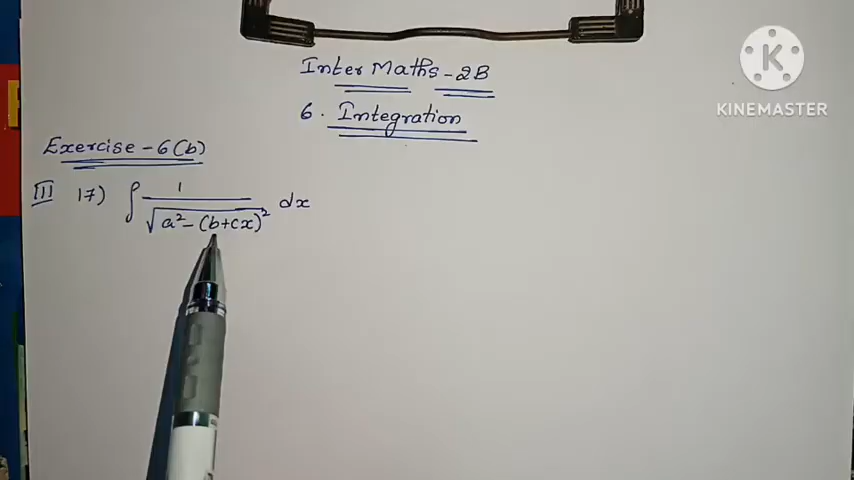 Inter Maths - 2B
6. Integration
Exercise - 6(b)
III 17) ∫ 1/√(a² - (b+cx)²) dx
K
KINEMASTER